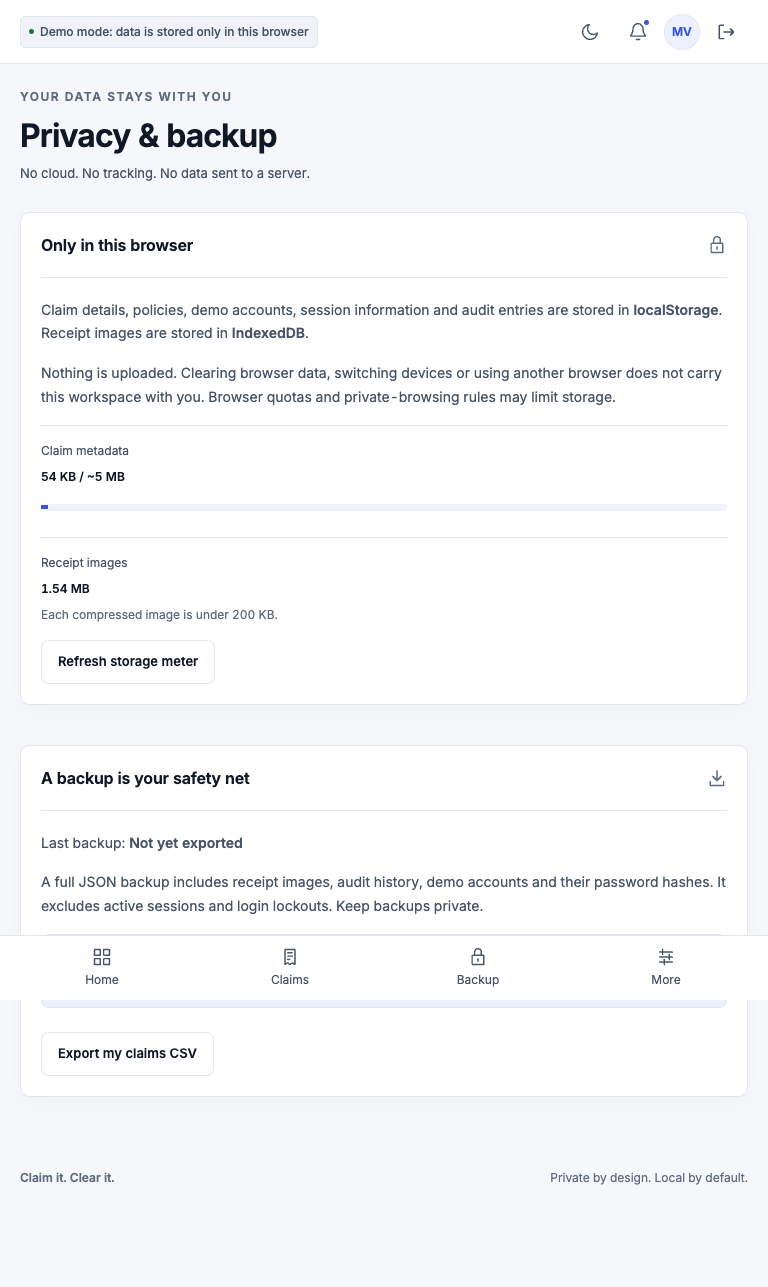 Demo mode: data is stored only in this browser
MV
YOUR DATA STAYS WITH YOU
Privacy & backup
No cloud. No tracking. No data sent to a server.
Only in this browser
Claim details, policies, demo accounts, session information and audit entries are stored in localStorage.
Receipt images are stored in IndexedDB.
Nothing is uploaded. Clearing browser data, switching devices or using another browser does not carry
this workspace with you. Browser quotas and private-browsing rules may limit storage.
Claim metadata
54 KB / ~5 MB
Receipt images
1.54 MB
Each compressed image is under 200 KB.
Refresh storage meter
A backup is your safety net
Last backup: Not yet exported
A full JSON backup includes receipt images, audit history, demo accounts and their password hashes. It
excludes active sessions and login lockouts. Keep backups private.
Home
Claims
Backup
More
Export my claims CSV
Claim it. Clear it.
Private by design. Local by default.